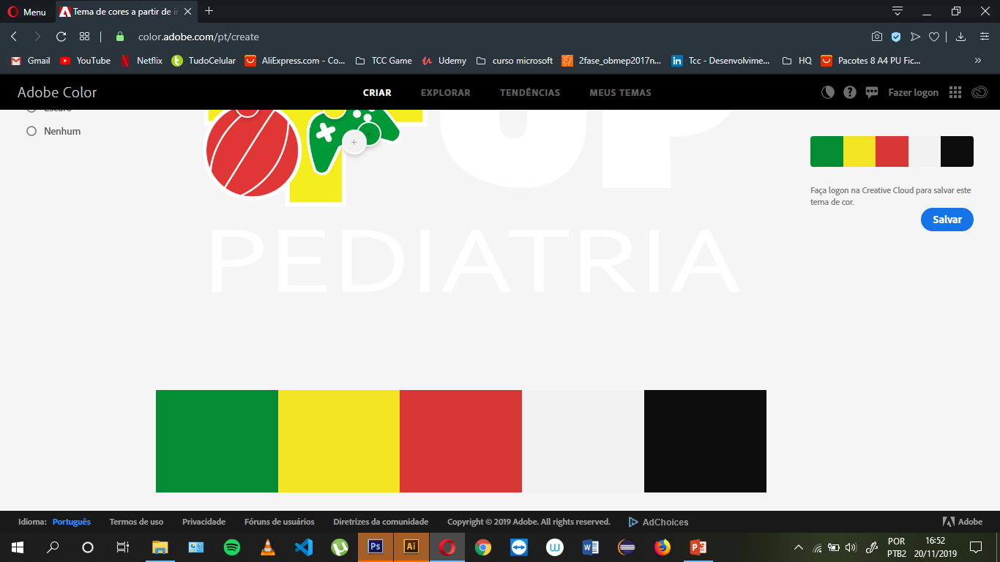 Menu
Tema de cores a partir de i
color.adobe.com/pt/create
Gmail YouTube Netflix TudoCelular AliExpress.com - Co... TCC Game Udemy curso microsoft 2fase_obmep2017n... Tcc - Desenvolvime... HQ Pacotes 8 A4 PU Fic... »
Adobe Color CRIAR EXPLORAR TENDÊNCIAS MEUS TEMAS Fazer logon
Escuro
Nenhum
UP
PEDIATRIA
Faça logon na Creative Cloud para salvar este
tema de cor.
Salvar
Idioma: Português Termos de uso Privacidade Fóruns de usuários Diretrizes da comunidade Copyright © 2019 Adobe. All rights reserved. AdChoices Adobe
Ps Ai
POR 16:52
PTB2 20/11/2019